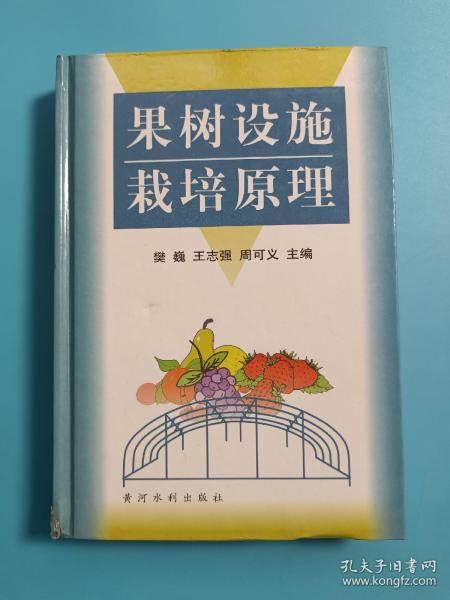 果树设施
栽培原理
樊 巍 王志强 周可义 主编
黄河水利出版社
孔夫子旧书网
www.kongfz.com